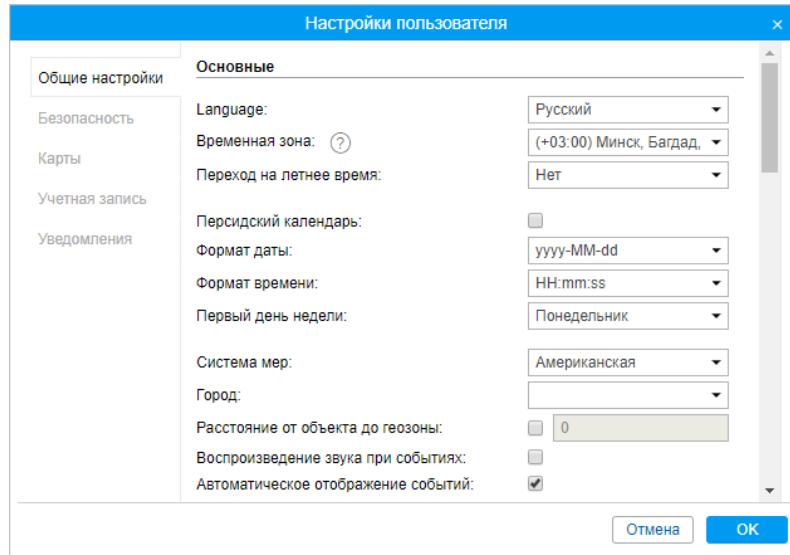 Настройки пользователя ×
Общие настройки
Безопасность
Карты
Учетная запись
Уведомления
Основные
Language: Русский
Временная зона: ? (+03:00) Минск, Багдад,
Переход на летнее время: Нет
Персидский календарь:
Формат даты: yyyy-MM-dd
Формат времени: HH:mm:ss
Первый день недели: Понедельник
Система мер: Американская
Город:
Расстояние от объекта до геозоны: 0
Воспроизведение звука при событиях:
Автоматическое отображение событий:
Отмена OK